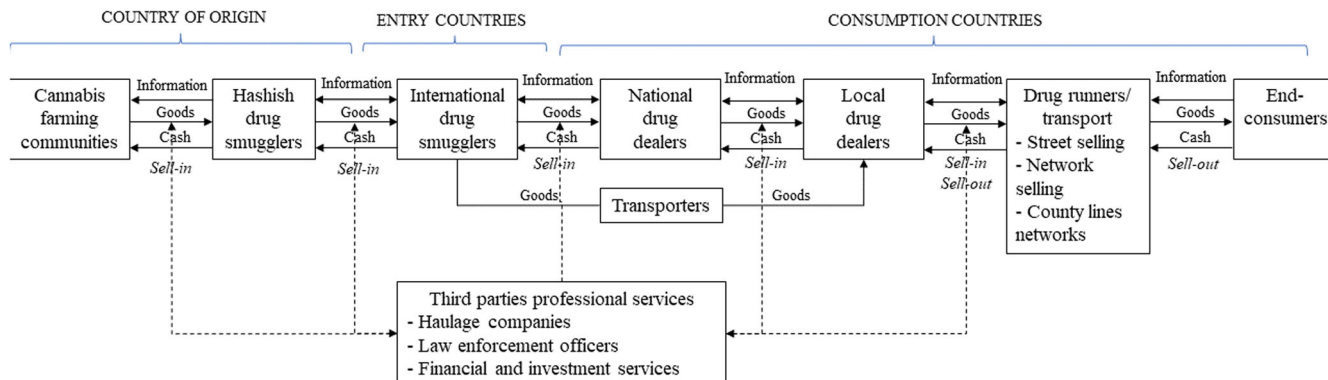 COUNTRY OF ORIGIN
ENTRY COUNTRIES
CONSUMPTION COUNTRIES
Cannabis
farming
communities
Information
Goods
Cash
Sell-in
Hashish
drug
smugglers
Information
Goods
Cash
Sell-in
International
drug
smugglers
Information
Goods
Cash
Sell-in
National
drug
dealers
Information
Goods
Cash
Sell-in
Local
drug
dealers
Information
Goods
Cash
Sell-in
Sell-out
Drug runners/
transport
- Street selling
- Network
selling
- County lines
networks
Information
Goods
Cash
Sell-out
End-
consumers
Goods
Transporters
Goods
Third parties professional services
- Haulage companies
- Law enforcement officers
- Financial and investment services